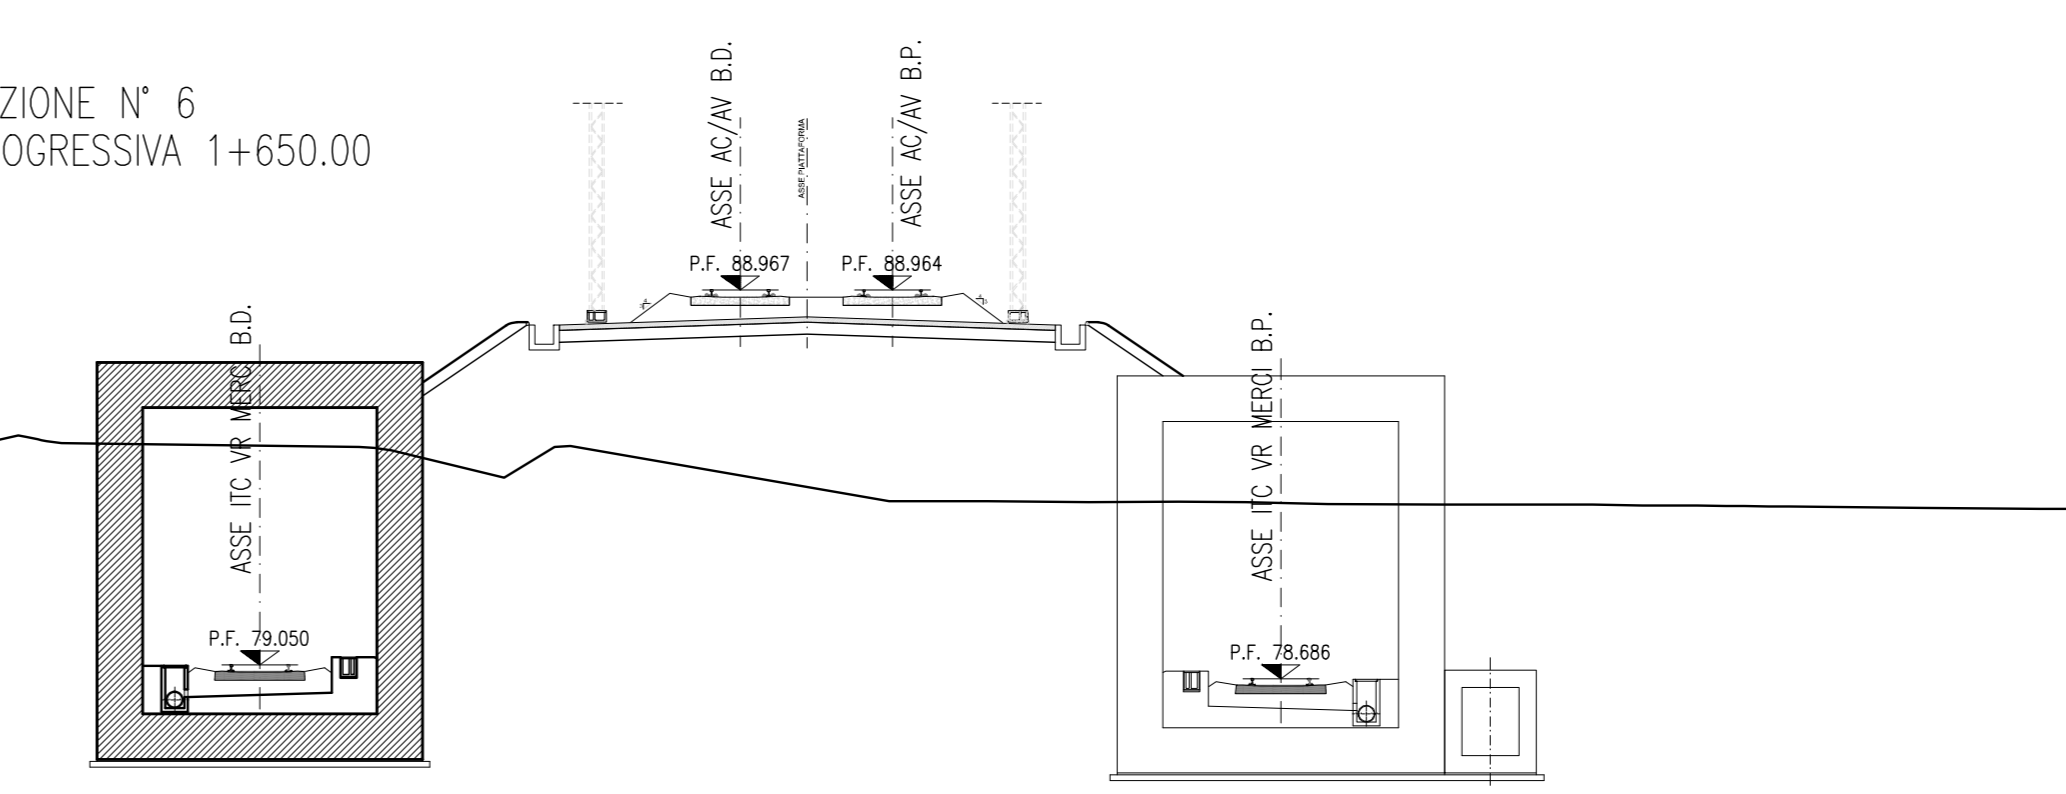 ZIONE N° 6
OGRESSIVA 1+650.00
ASSE AC/AV B.D.
ASSE PIATTAFORMA
ASSE AC/AV B.P.
P.F. 88.967
P.F. 88.964
ASSE ITC VR MERC B.D.
ASSE ITC VR MERCI B.P.
P.F. 79.050
P.F. 78.686